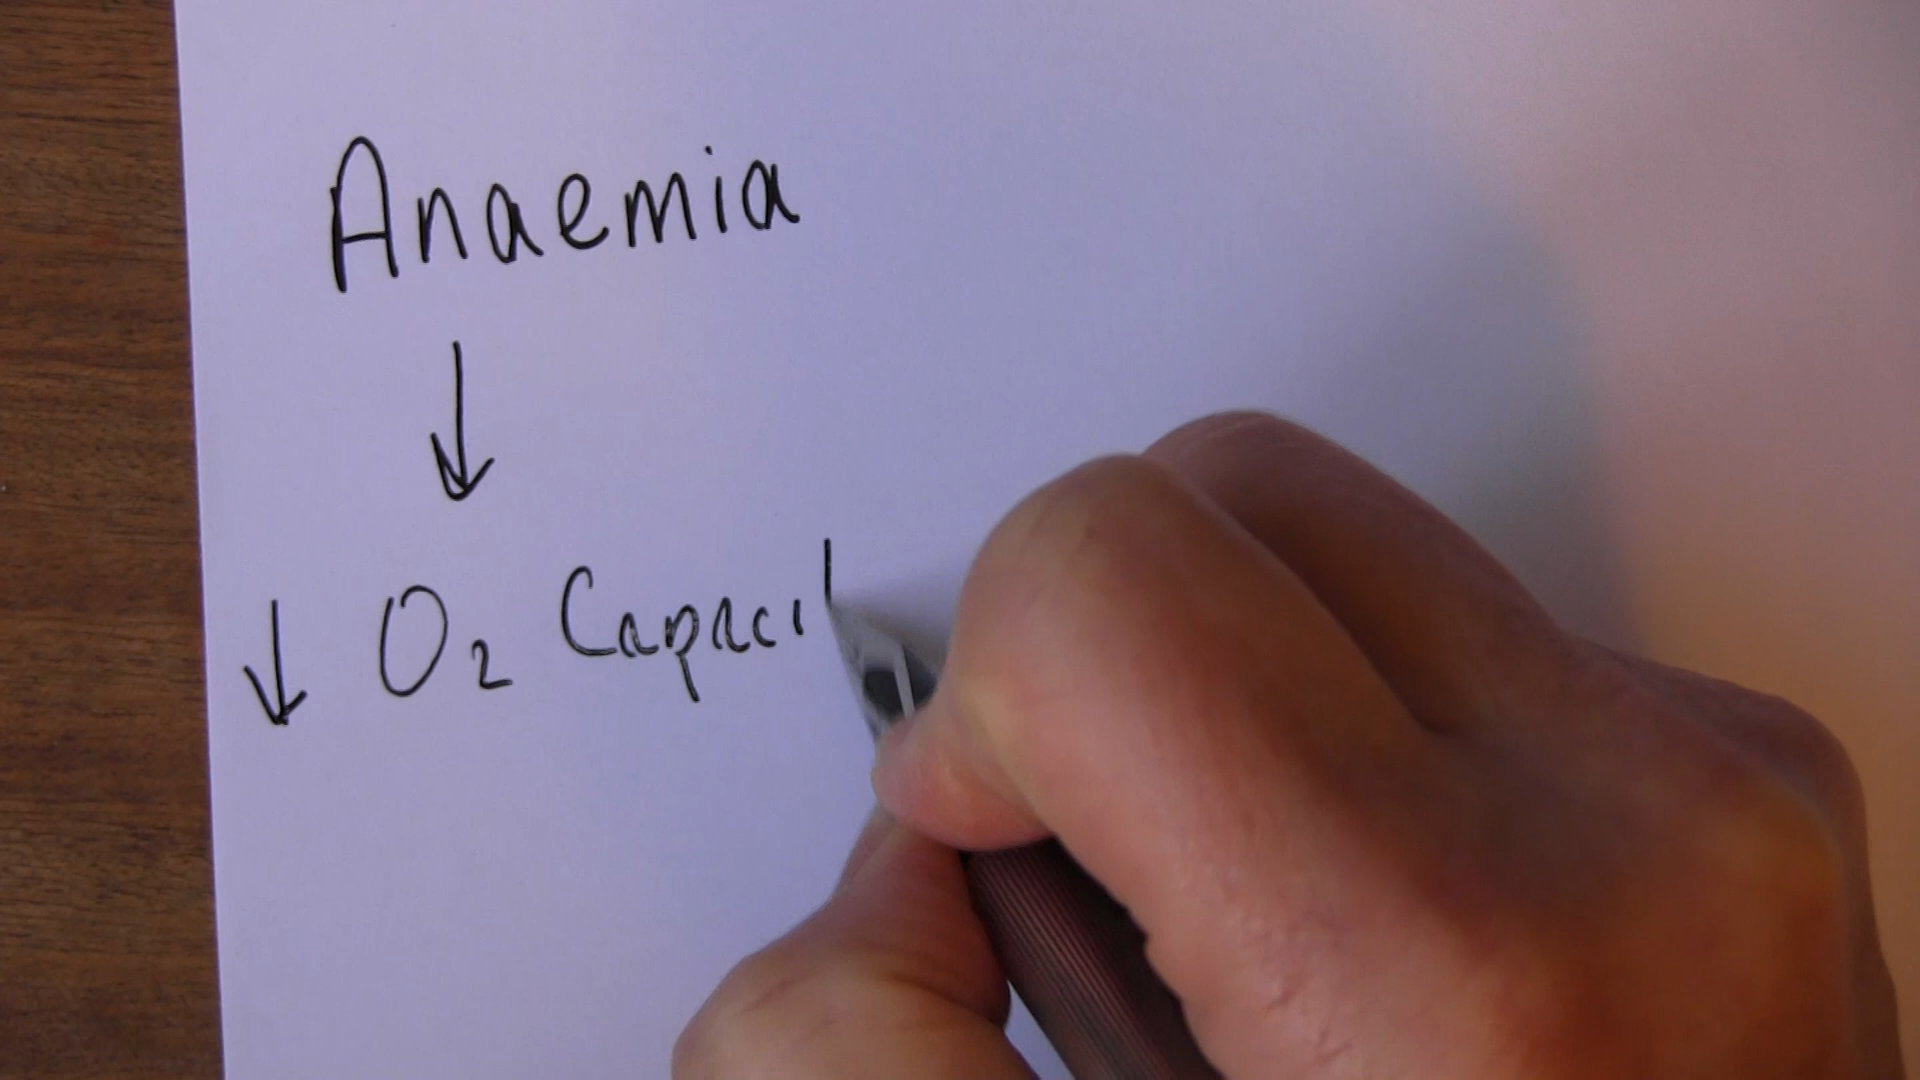 Anaemia
↓
↓ O₂ Capaci